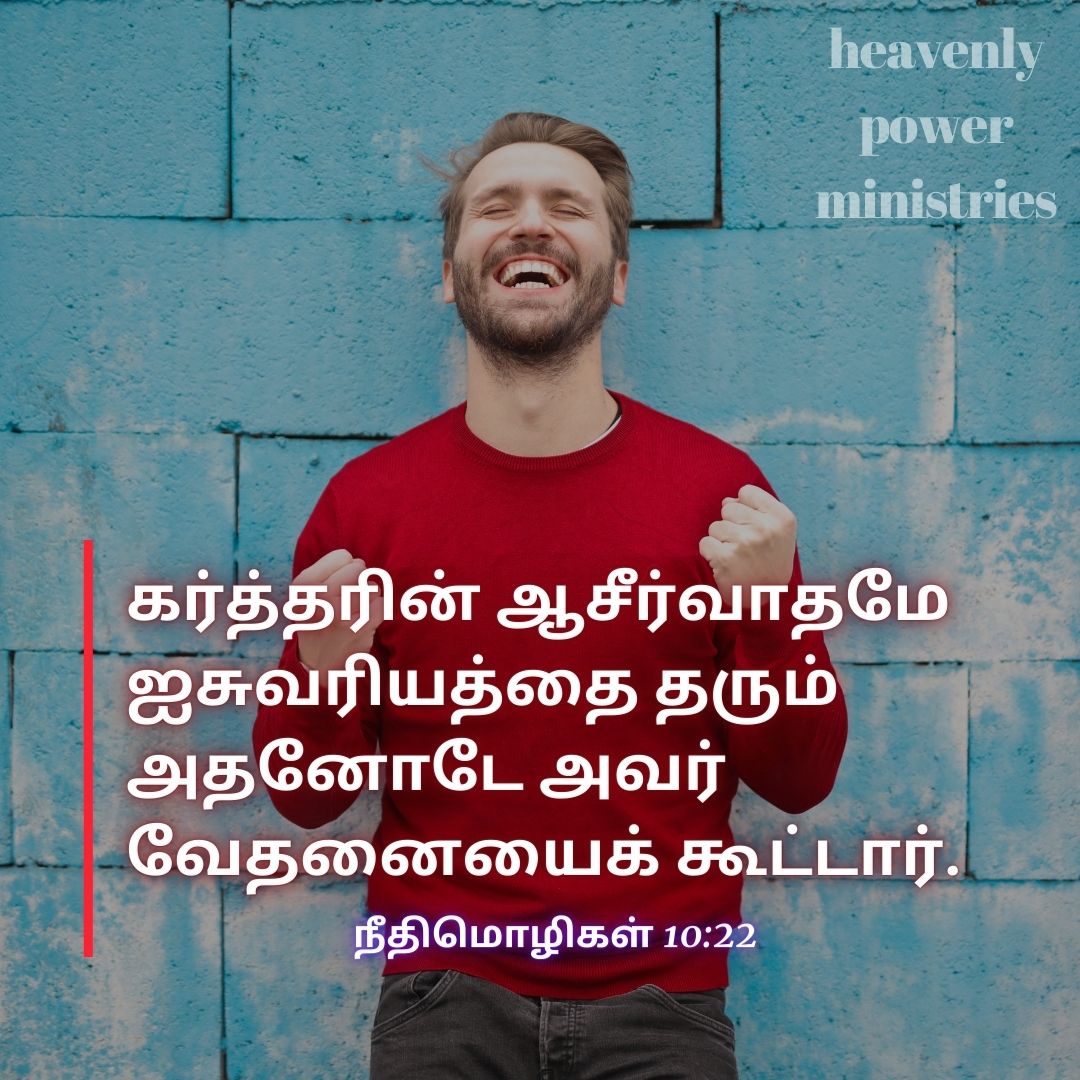 heavenly
power
ministries
கர்த்தரின் ஆசீர்வாதமே
ஐசுவரியத்தை தரும்
அதனோடே அவர்
வேதனையைக் கூட்டார்.
நீதிமொழிகள் 10:22